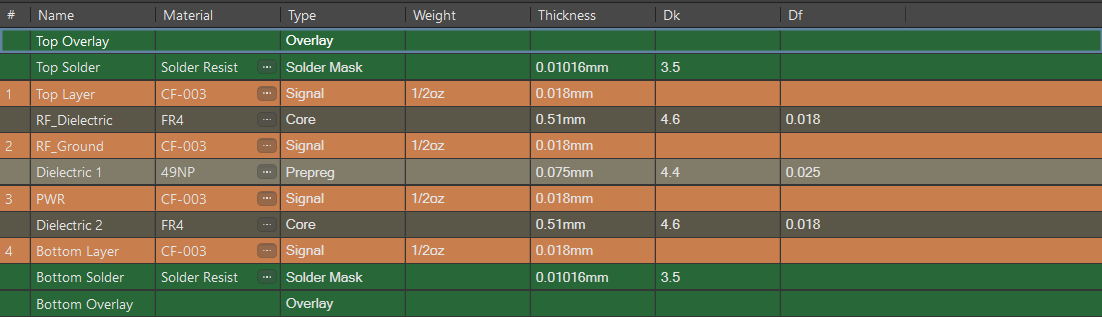 # Name Material Type Weight Thickness Dk Df
Top Overlay Overlay
Top Solder Solder Resist ··· Solder Mask 0.01016mm 3.5
1 Top Layer CF-003 ··· Signal 1/2oz 0.018mm
RF_Dielectric FR4 ··· Core 0.51mm 4.6 0.018
2 RF_Ground CF-003 ··· Signal 1/2oz 0.018mm
Dielectric 1 49NP ··· Prepreg 0.075mm 4.4 0.025
3 PWR CF-003 ··· Signal 1/2oz 0.018mm
Dielectric 2 FR4 ··· Core 0.51mm 4.6 0.018
4 Bottom Layer CF-003 ··· Signal 1/2oz 0.018mm
Bottom Solder Solder Resist ··· Solder Mask 0.01016mm 3.5
Bottom Overlay Overlay